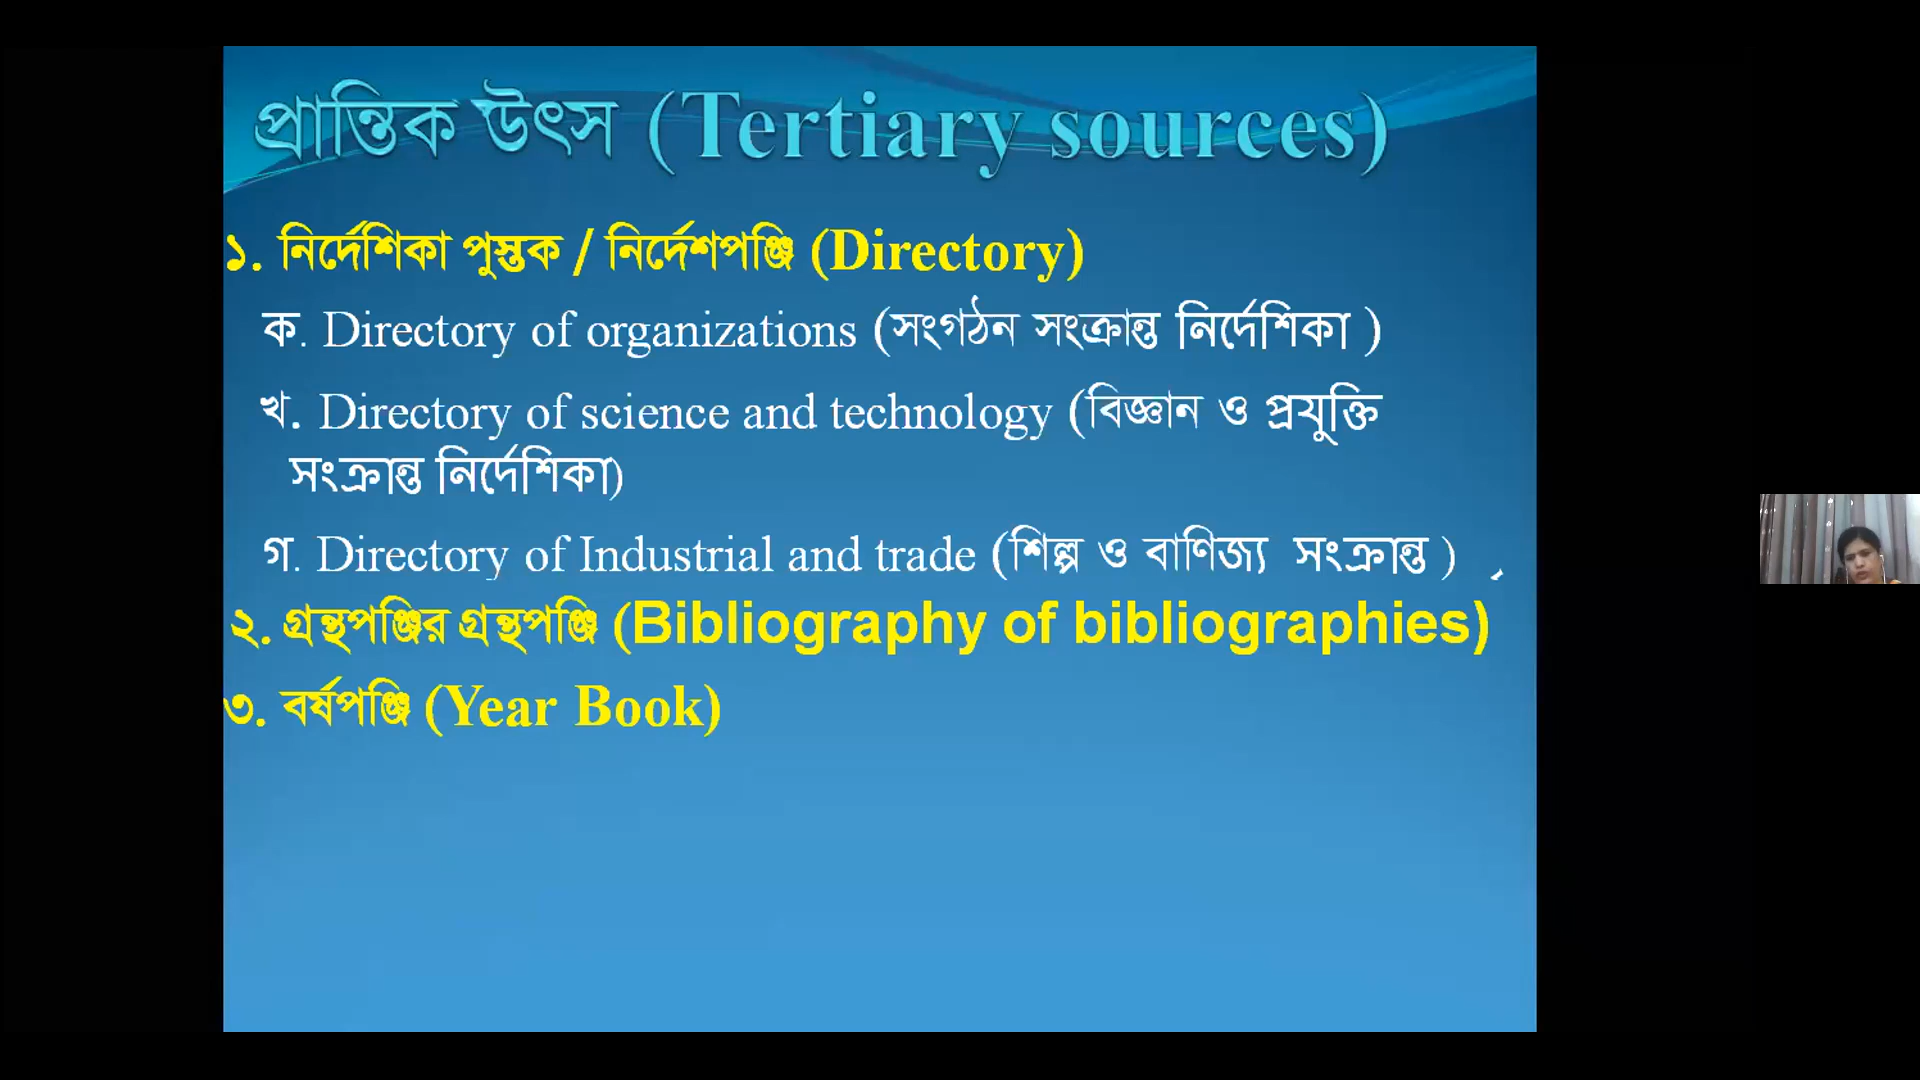 প্রান্তিক উৎস (Tertiary sources)
১. নির্দেশিকা পুস্তক / নির্দেশপঞ্জি (Directory)
ক. Directory of organizations (সংগঠন সংক্রান্ত নির্দেশিকা )
খ. Directory of science and technology (বিজ্ঞান ও প্রযুক্তি
সংক্রান্ত নির্দেশিকা)
গ. Directory of Industrial and trade (শিল্প ও বাণিজ্য সংক্রান্ত )
২. গ্রন্থপঞ্জির গ্রন্থপঞ্জি (Bibliography of bibliographies)
৩. বর্ষপঞ্জি (Year Book)